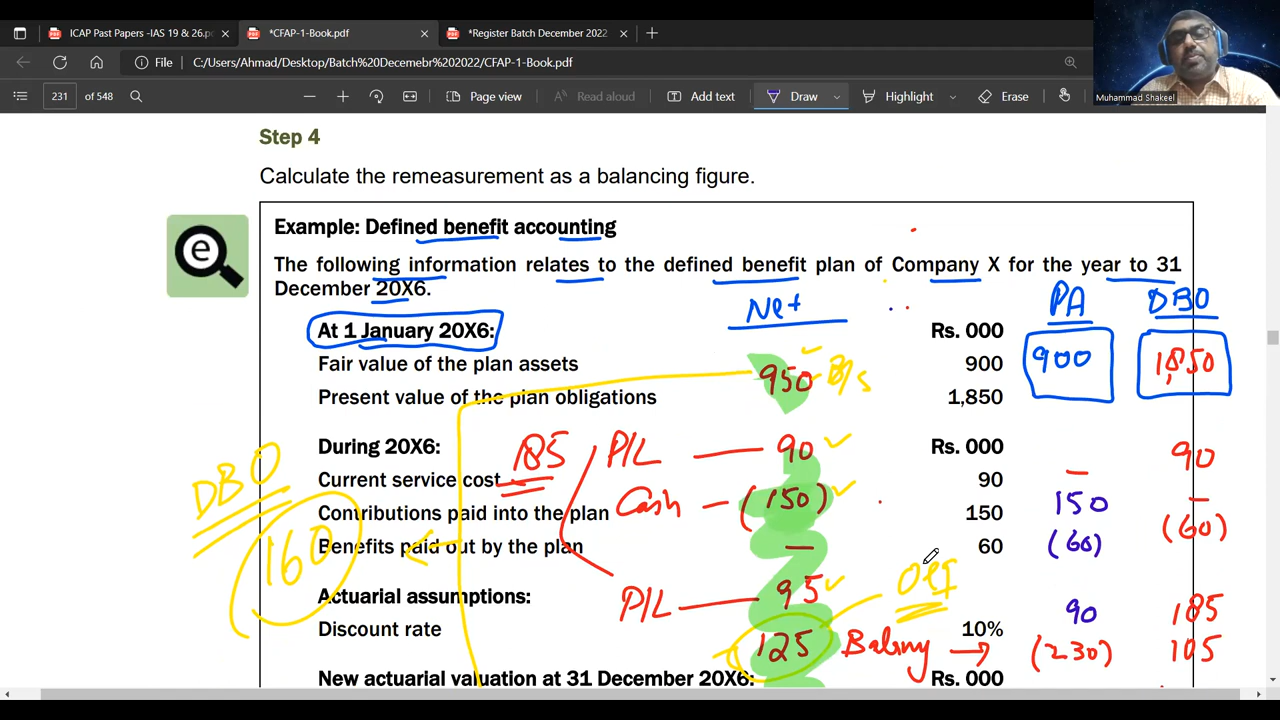 ICAP Past Papers -IAS 19 & 26.pdf
*CFAP-1-Book.pdf
*Register Batch December 2022
File C:/Users/Ahmad/Desktop/Batch%20Decemebr%202022/CFAP-1-Book.pdf
231 of 548 Page view Read aloud Add text Draw Highlight Erase
Muhammad Shakeel
Step 4
Calculate the remeasurement as a balancing figure.
e
Example: Defined benefit accounting
The following information relates to the defined benefit plan of Company X for the year to 31
December 20X6.
Net PA DBO
At 1 January 20X6: Rs. 000
Fair value of the plan assets 900 900 1,850
950 B/s
Present value of the plan obligations 1,850
During 20X6: 185 P/L 90 Rs. 000 90
Current service cost 90 –
Contributions paid into the plan Cash – (150) 150 150 –
Benefits paid out by the plan – 60 (60) (60)
DBO
160
Actuarial assumptions: P/L 95 OCI
Discount rate 10% 90 185
125 Balancing → (230) 105
New actuarial valuation at 31 December 20X6: Rs. 000